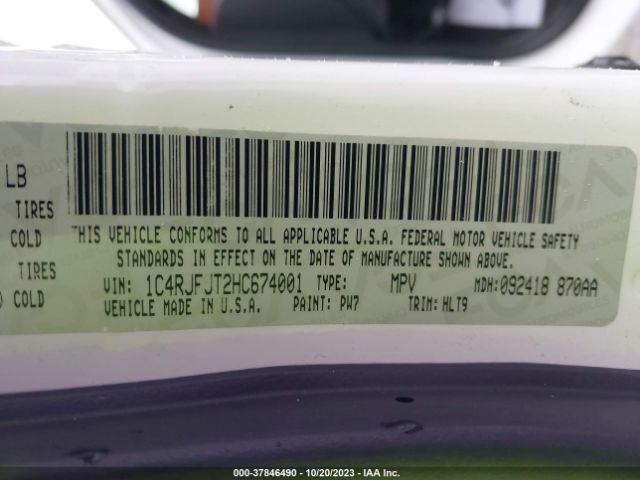 LB
TIRES
COLD
TIRES
COLD
THIS VEHICLE CONFORMS TO ALL APPLICABLE U.S.A. FEDERAL MOTOR VEHICLE SAFETY
STANDARDS IN EFFECT ON THE DATE OF MANUFACTURE SHOWN ABOVE.
VIN: 1C4RJFJT2HC674001 TYPE: MPV MDH:092418 870AA
VEHICLE MADE IN U.S.A. PAINT: PW7 TRIM: HLT9
000-37846490 - 10/20/2023 - IAA Inc.